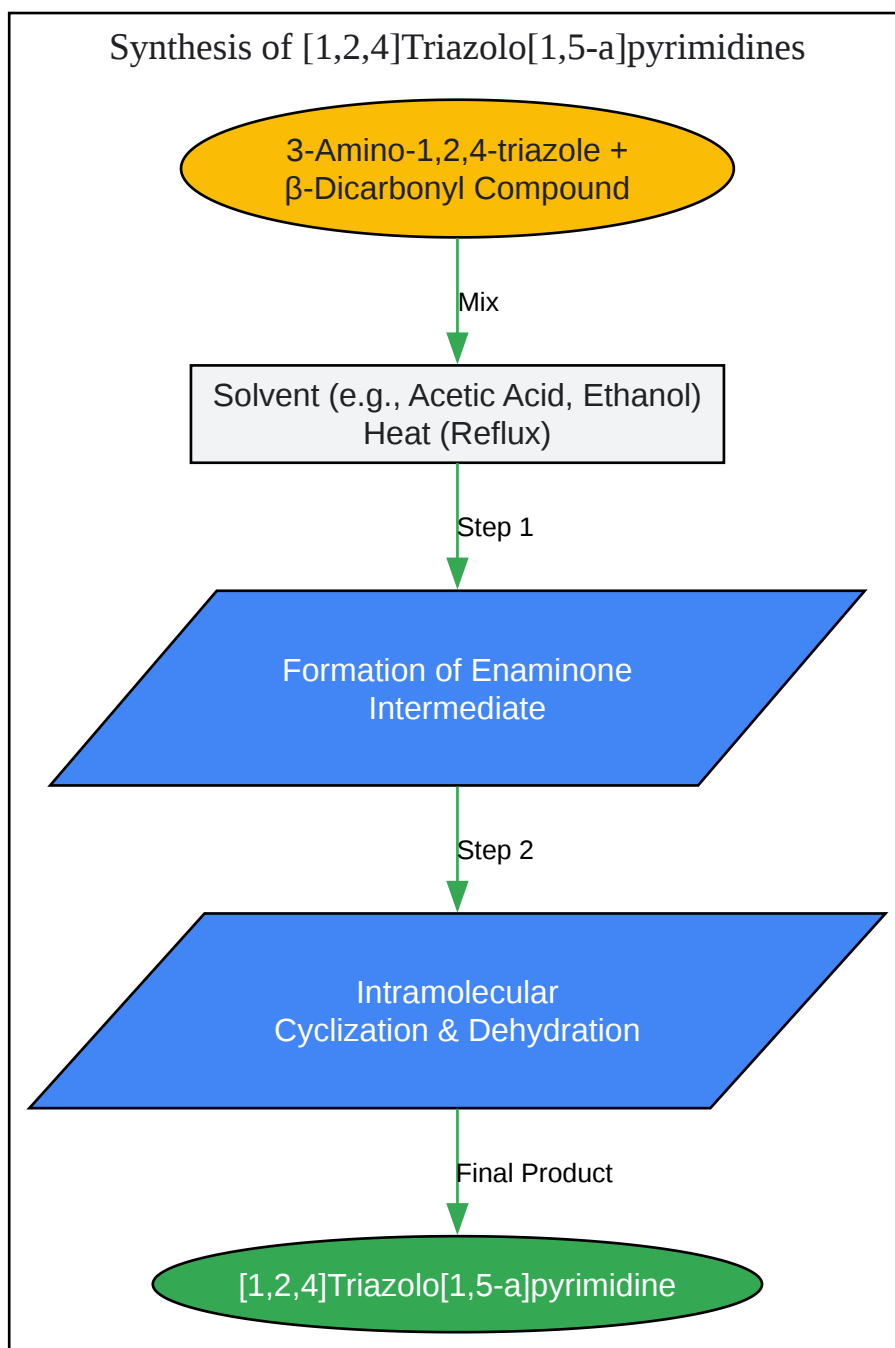 Synthesis of [1,2,4]Triazolo[1,5-a]pyrimidines
3-Amino-1,2,4-triazole +
β-Dicarbonyl Compound
Mix
Solvent (e.g., Acetic Acid, Ethanol)
Heat (Reflux)
Step 1
Formation of Enaminone
Intermediate
Step 2
Intramolecular
Cyclization & Dehydration
Final Product
[1,2,4]Triazolo[1,5-a]pyrimidine